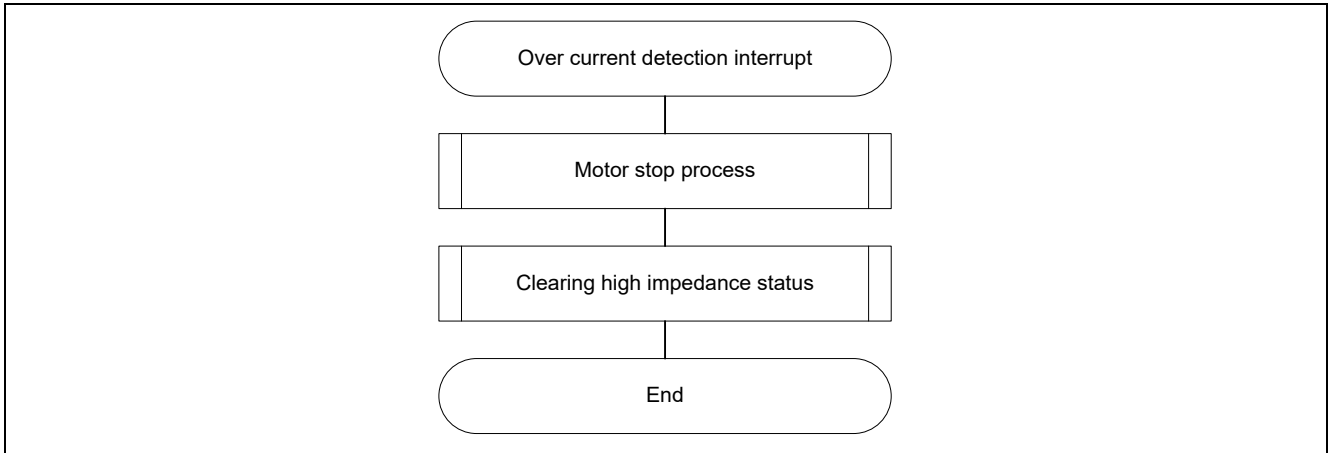 Over current detection interrupt
Motor stop process
Clearing high impedance status
End